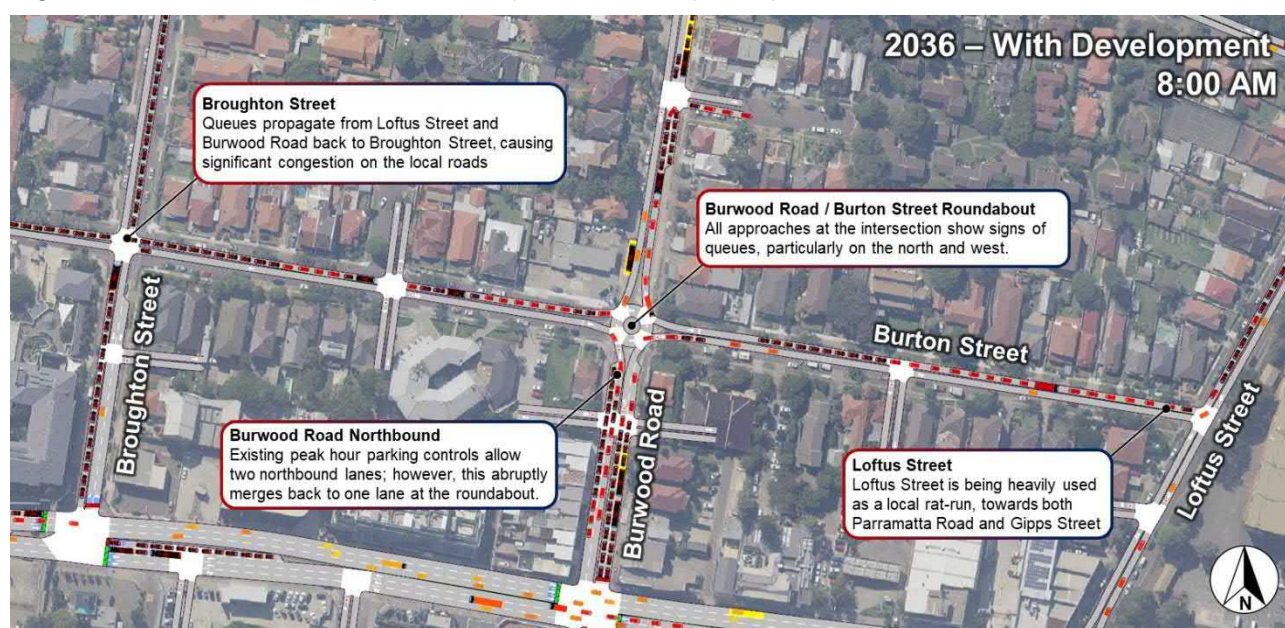 2036 – With Development
8:00 AM
Broughton Street
Queues propagate from Loftus Street and
Burwood Road back to Broughton Street, causing
significant congestion on the local roads
Burwood Road / Burton Street Roundabout
All approaches at the intersection show signs of
queues, particularly on the north and west.
Burton Street
Broughton Street
Burwood Road Northbound
Existing peak hour parking controls allow
two northbound lanes; however, this abruptly
merges back to one lane at the roundabout.
Burwood Road
Loftus Street
Loftus Street is being heavily used
as a local rat-run, towards both
Parramatta Road and Gipps Street
Loftus Street
N